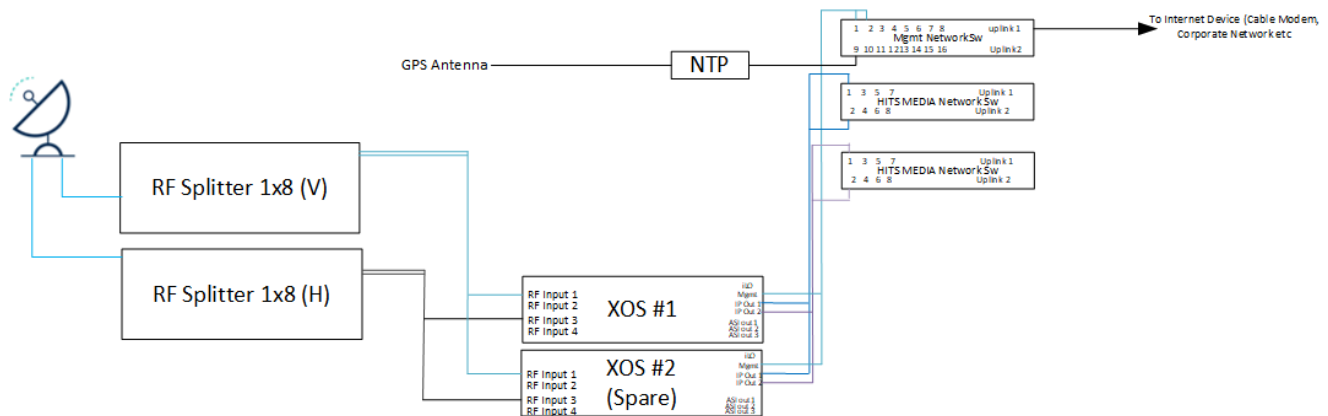 1 2 3 4 5 6 7 8 uplink 1
Mgmt NetworkSw
9 10 11 1213 14 15 16 Uplink2
To Internet Device (Cable Modem,
Corporate Network etc
GPS Antenna
NTP
1 3 5 7 Uplink 1
HITS MEDIA Network Sw
2 4 6 8 Uplink 2
1 3 5 7 Uplink 1
HITS MEDIA Network Sw
2 4 6 8 Uplink 2
RF Splitter 1x8 (V)
RF Splitter 1x8 (H)
RF Input 1
RF Input 2
RF Input 3
RF Input 4
XOS #1
iLO
Mgmt
IP Out 1
IP Out 2
ASI out 1
ASI out 2
ASI out 3
RF Input 1
RF Input 2
RF Input 3
RF Input 4
XOS #2
(Spare)
iLO
Mgmt
IP Out 1
IP Out 2
ASI out 1
ASI out 2
ASI out 3